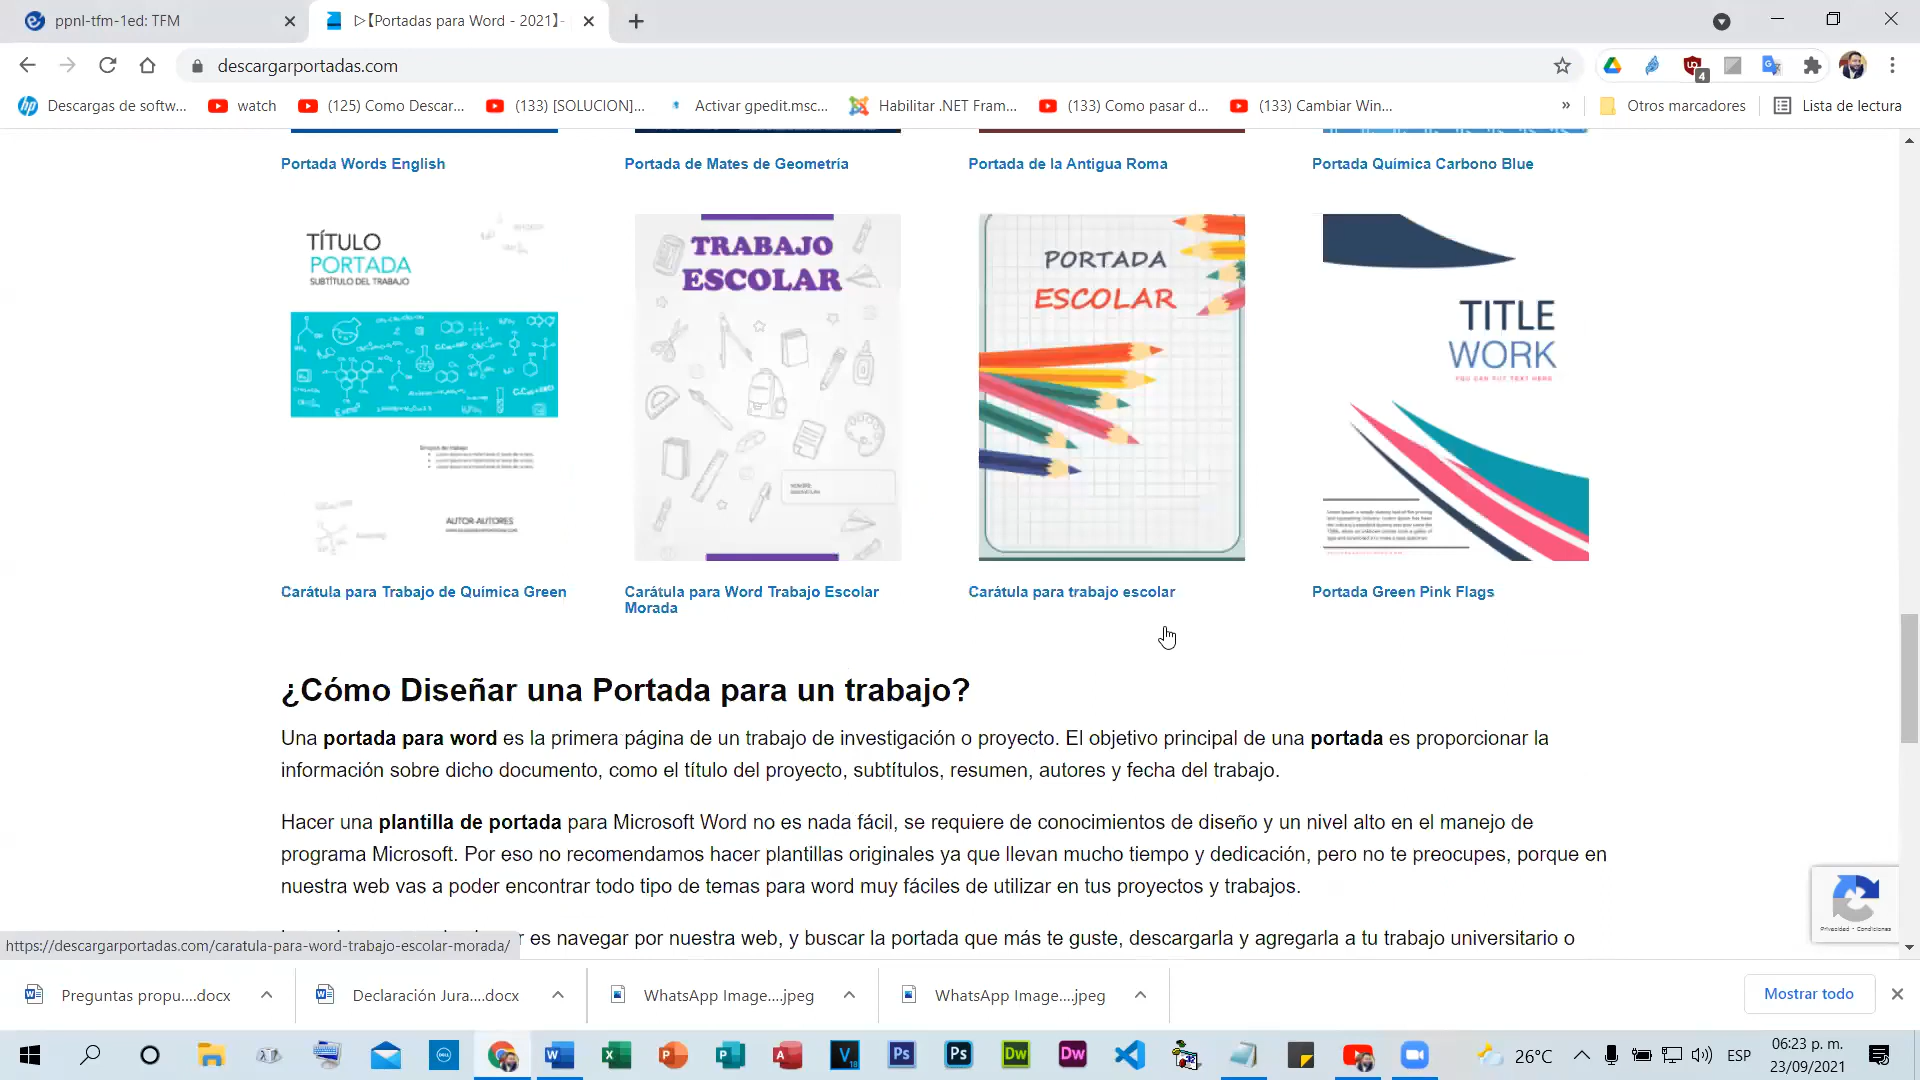 ppnl-tfm-1ed: TFM
▷【Portadas para Word - 2021】-
descargarportadas.com
4
Descargas de softw...
watch
(125) Como Descar...
(133) [SOLUCION]...
Activar gpedit.msc...
Habilitar .NET Fram...
(133) Como pasar d...
(133) Cambiar Win...
»
Otros marcadores
Lista de lectura
Portada Words English
Portada de Mates de Geometría
Portada de la Antigua Roma
Portada Química Carbono Blue
TÍTULO
PORTADA
SUBTÍTULO DEL TRABAJO
AUTOR-AUTORES
TRABAJO
ESCOLAR
PORTADA
ESCOLAR
TITLE
WORK
YOU CAN PUT TEXT HERE
Carátula para Trabajo de Química Green
Carátula para Word Trabajo Escolar
Morada
Carátula para trabajo escolar
Portada Green Pink Flags
¿Cómo Diseñar una Portada para un trabajo?
Una portada para word es la primera página de un trabajo de investigación o proyecto. El objetivo principal de una portada es proporcionar la
información sobre dicho documento, como el título del proyecto, subtítulos, resumen, autores y fecha del trabajo.
Hacer una plantilla de portada para Microsoft Word no es nada fácil, se requiere de conocimientos de diseño y un nivel alto en el manejo de
programa Microsoft. Por eso no recomendamos hacer plantillas originales ya que llevan mucho tiempo y dedicación, pero no te preocupes, porque en
nuestra web vas a poder encontrar todo tipo de temas para word muy fáciles de utilizar en tus proyectos y trabajos.
es navegar por nuestra web, y buscar la portada que más te guste, descargarla y agregarla a tu trabajo universitario o
Privacidad - Condiciones
https://descargarportadas.com/caratula-para-word-trabajo-escolar-morada/
Preguntas propu....docx
Declaración Jura....docx
WhatsApp Image....jpeg
WhatsApp Image....jpeg
Mostrar todo
26°C
ESP
06:23 p. m.
23/09/2021